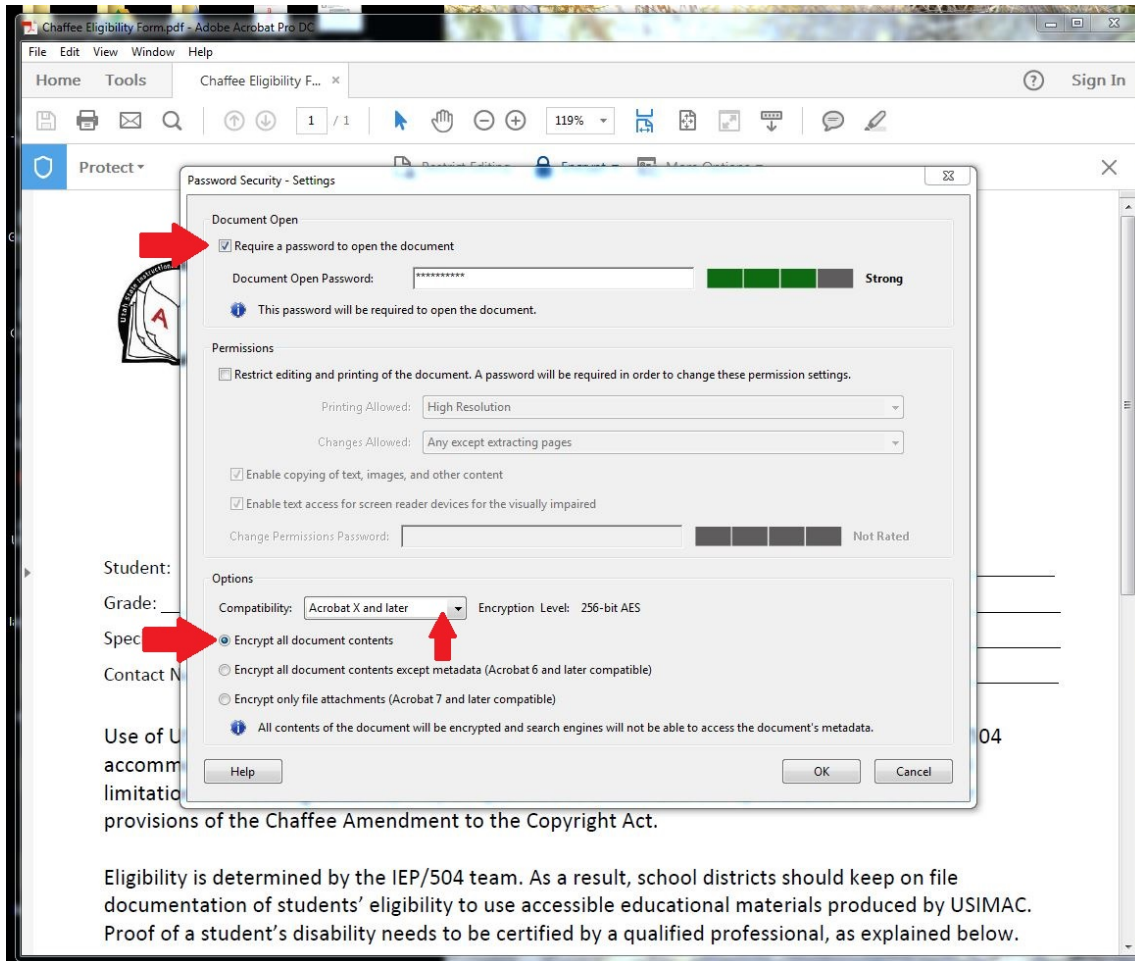 Chaffee Eligibility Form.pdf - Adobe Acrobat Pro DC
File Edit View Window Help
Home Tools Chaffee Eligibility F... × ? Sign In
1 / 1 119%
Protect Restrict Editing Encrypt More Options
Password Security - Settings
Document Open
Require a password to open the document
Document Open Password: ********** Strong
This password will be required to open the document.
Permissions
Restrict editing and printing of the document. A password will be required in order to change these permission settings.
Printing Allowed: High Resolution
Changes Allowed: Any except extracting pages
Enable copying of text, images, and other content
Enable text access for screen reader devices for the visually impaired
Change Permissions Password: Not Rated
Options
Compatibility: Acrobat X and later Encryption Level: 256-bit AES
Encrypt all document contents
Encrypt all document contents except metadata (Acrobat 6 and later compatible)
Encrypt only file attachments (Acrobat 7 and later compatible)
All contents of the document will be encrypted and search engines will not be able to access the document's metadata.
Help OK Cancel
Utah State Instructional
A
Student:
Grade:
Spec
Contact N
Use of U 04
accomm
limitatio
provisions of the Chaffee Amendment to the Copyright Act.
Eligibility is determined by the IEP/504 team. As a result, school districts should keep on file
documentation of students’ eligibility to use accessible educational materials produced by USIMAC.
Proof of a student’s disability needs to be certified by a qualified professional, as explained below.